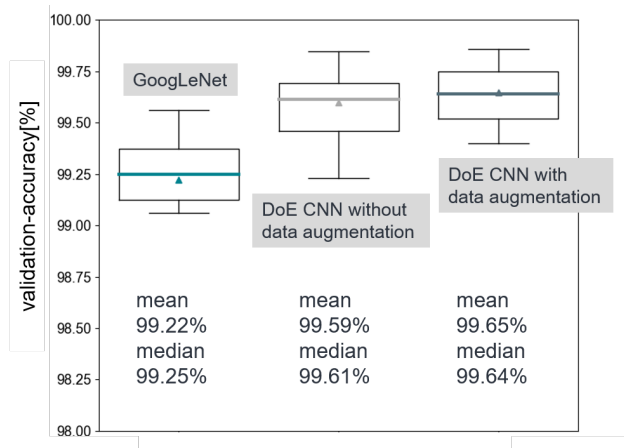 validation-accuracy[%]
100.00
99.75
99.50
99.25
99.00
98.75
98.50
98.25
98.00
GoogLeNet
DoE CNN without
data augmentation
DoE CNN with
data augmentation
mean
99.22%
median
99.25%
mean
99.59%
median
99.61%
mean
99.65%
median
99.64%